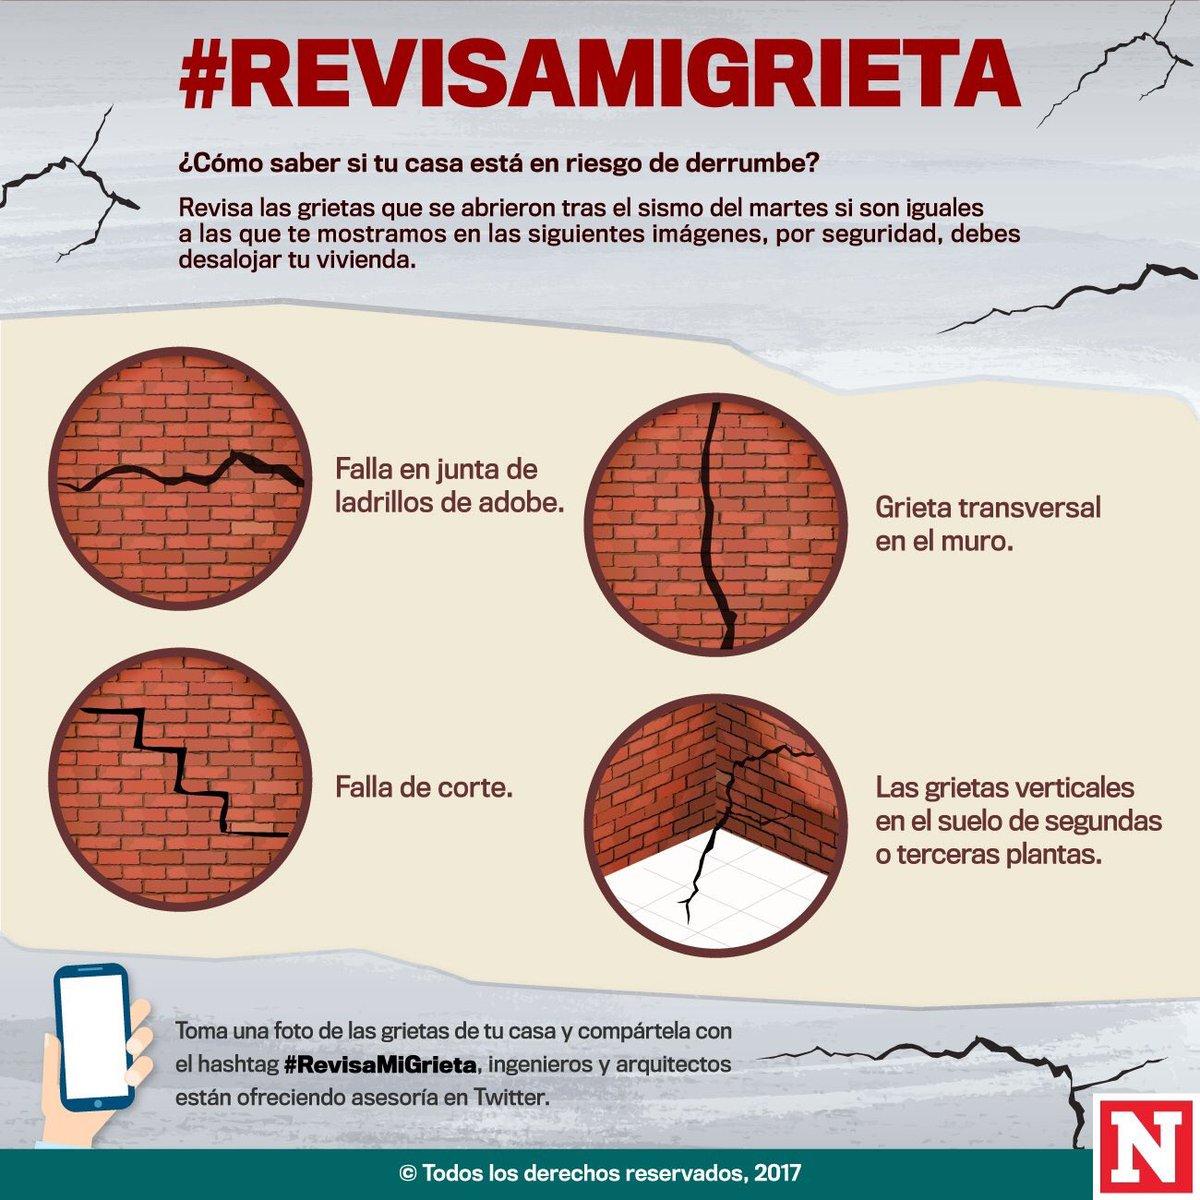 #REVISAMIGRIETA
¿Cómo saber si tu casa está en riesgo de derrumbe?
Revisa las grietas que se abrieron tras el sismo del martes si son iguales
a las que te mostramos en las siguientes imágenes, por seguridad, debes
desalojar tu vivienda.
Falla en junta de
ladrillos de adobe.
Grieta transversal
en el muro.
Falla de corte.
Las grietas verticales
en el suelo de segundas
o terceras plantas.
Toma una foto de las grietas de tu casa y compártela con
el hashtag #RevisaMiGrieta, ingenieros y arquitectos
están ofreciendo asesoría en Twitter.
N
© Todos los derechos reservados, 2017